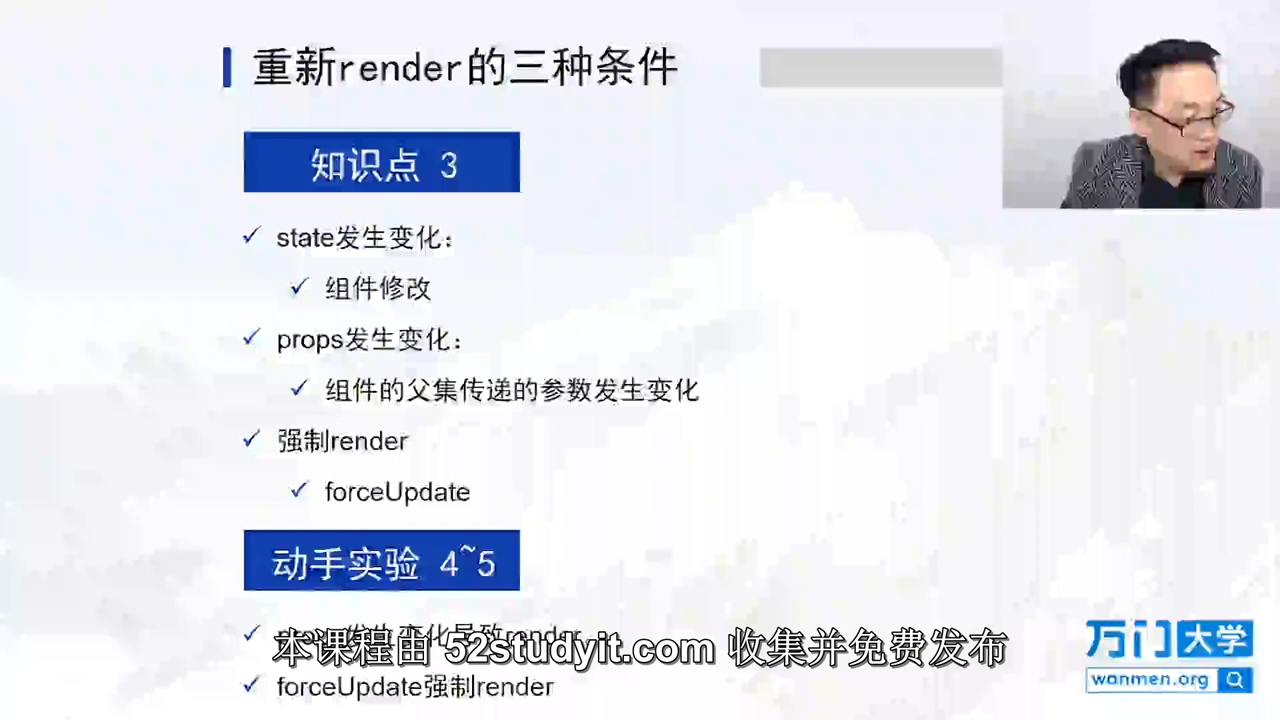 重新render的三种条件
知识点 3
state发生变化:
组件修改
props发生变化:
组件的父集传递的参数发生变化
强制render
forceUpdate
动手实验 4~5
本课程由 52studyit.com 收集并免费发布
forceUpdate强制render
万门大学
wanmen.org